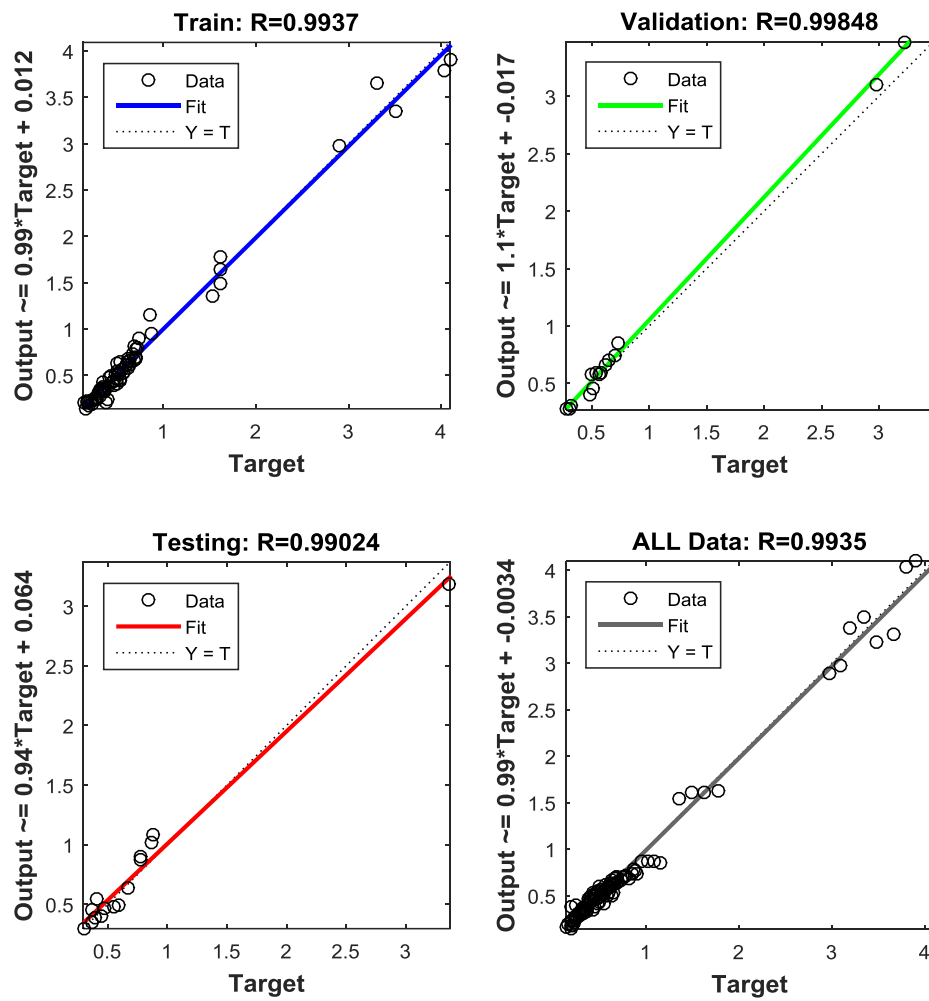 Train: R=0.9937
Output ~= 0.99*Target + 0.012
4
3.5
3
2.5
2
1.5
1
0.5
Data
Fit
Y = T
1
2
3
4
Target
Validation: R=0.99848
Output ~= 1.1*Target + -0.017
3
2.5
2
1.5
1
0.5
Data
Fit
Y = T
0.5
1
1.5
2
2.5
3
Target
Testing: R=0.99024
Output ~= 0.94*Target + 0.064
3
2.5
2
1.5
1
0.5
Data
Fit
Y = T
0.5
1
1.5
2
2.5
3
Target
ALL Data: R=0.9935
Output ~= 0.99*Target + -0.0034
4
3.5
3
2.5
2
1.5
1
0.5
Data
Fit
Y = T
1
2
3
4
Target